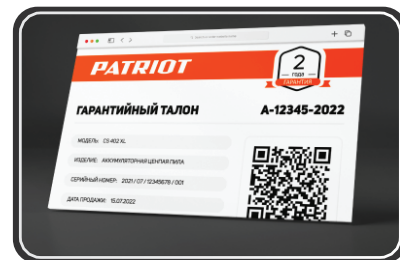 PATRIOT
2
ГОДА
ГАРАНТИЯ
ГАРАНТИЙНЫЙ ТАЛОН
A-12345-2022
МОДЕЛЬ: CS 402 XL
ИЗДЕЛИЕ: АККУМУЛЯТОРНАЯ ЦЕПНАЯ ПИЛА
СЕРИЙНЫЙ НОМЕР: 2021 / 07 / 12345678 / 001
ДАТА ПРОДАЖИ: 15.07.2022